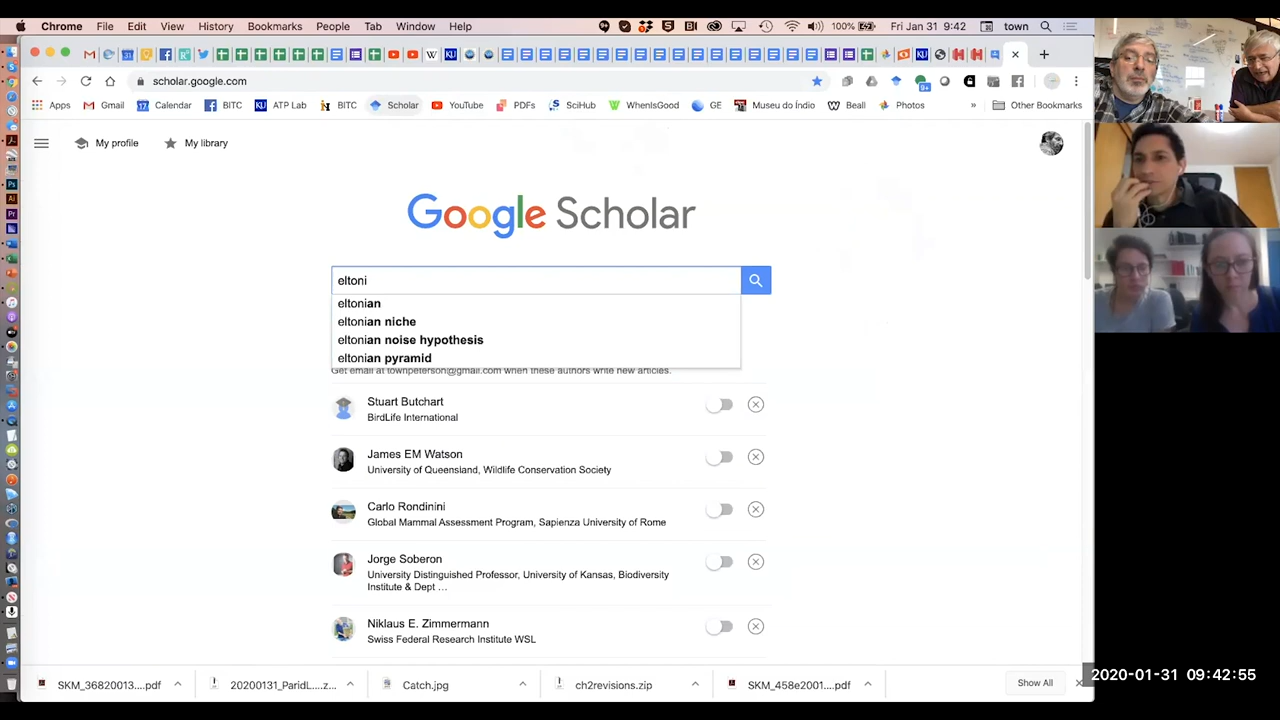 Chrome File Edit View History Bookmarks People Tab Window Help 100% Fri Jan 31 9:42 town
scholar.google.com
Apps Gmail Calendar BITC ATP Lab BITC Scholar YouTube PDFs SciHub WhenIsGood GE Museu do Índio Beall Photos » Other Bookmarks
My profile My library
Google Scholar
eltoni
eltonian
eltonian niche
eltonian noise hypothesis
eltonian pyramid
Get email at townpeterson@gmail.com when these authors write new articles.
Stuart Butchart
BirdLife International
James EM Watson
University of Queensland, Wildlife Conservation Society
Carlo Rondinini
Global Mammal Assessment Program, Sapienza University of Rome
Jorge Soberon
University Distinguished Professor, University of Kansas, Biodiversity
Institute & Dept ...
Niklaus E. Zimmermann
Swiss Federal Research Institute WSL
SKM_36820013....pdf 20200131_ParidL....z... Catch.jpg ch2revisions.zip SKM_458e2001....pdf Show All
2020-01-31 09:42:55